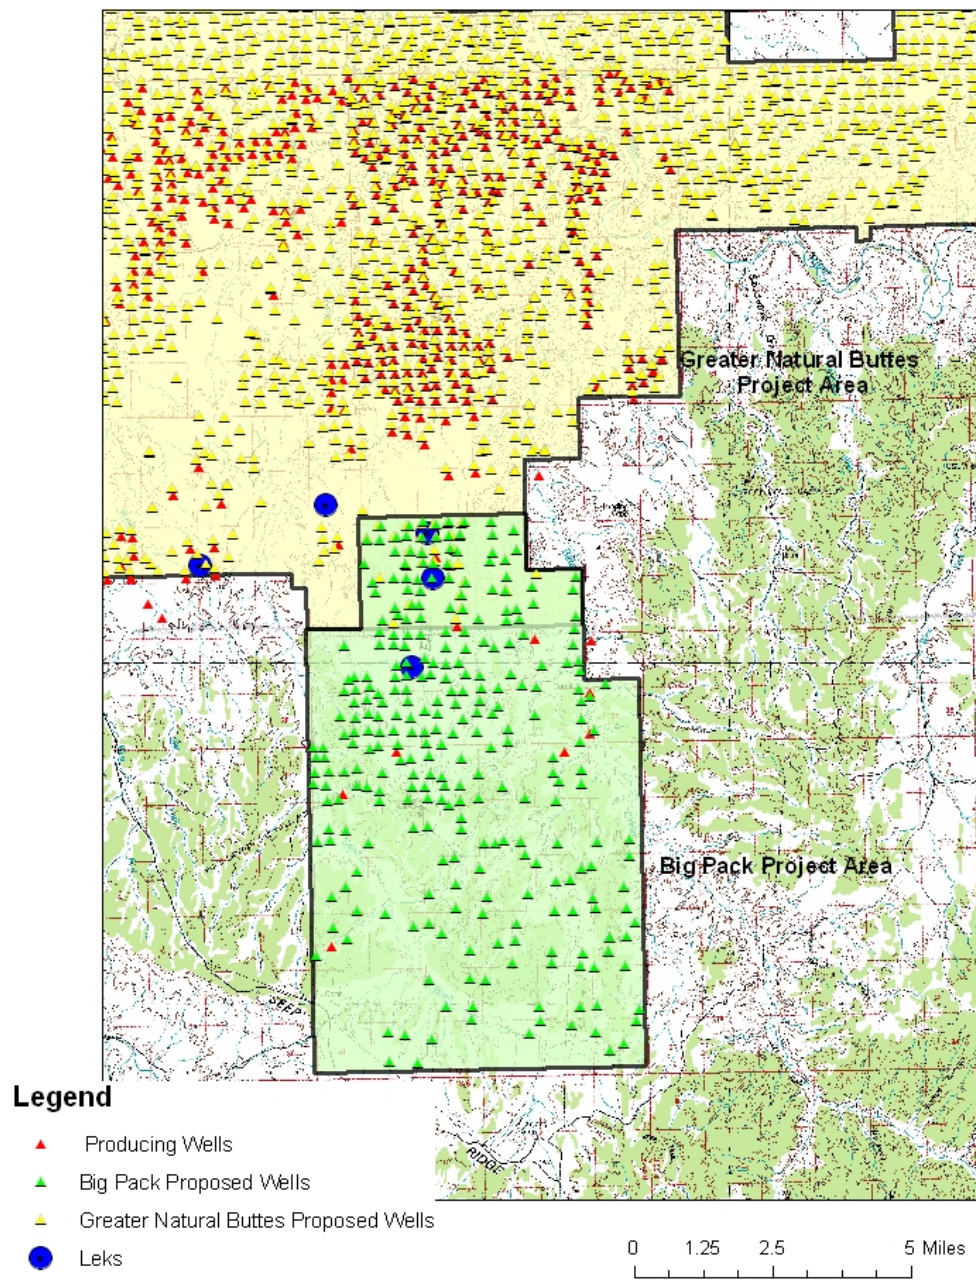 Greater Natural Buttes
Project Area
Big Pack Project Area
SEEP
RIDGE
Legend
Producing Wells
Big Pack Proposed Wells
Greater Natural Buttes Proposed Wells
Leks
0 1.25 2.5 5 Miles